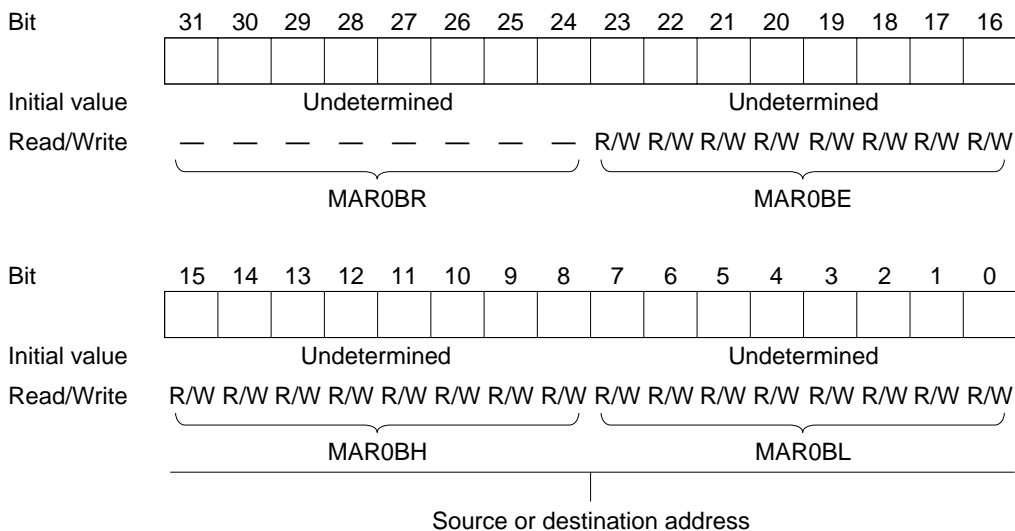 Bit 31 30 29 28 27 26 25 24 23 22 21 20 19 18 17 16
Initial value Undetermined Undetermined
Read/Write — — — — — — — — R/W R/W R/W R/W R/W R/W R/W R/W
MAR0BR MAR0BE
Bit 15 14 13 12 11 10 9 8 7 6 5 4 3 2 1 0
Initial value Undetermined Undetermined
Read/Write R/W R/W R/W R/W R/W R/W R/W R/W R/W R/W R/W R/W R/W R/W R/W R/W
MAR0BH MAR0BL
Source or destination address